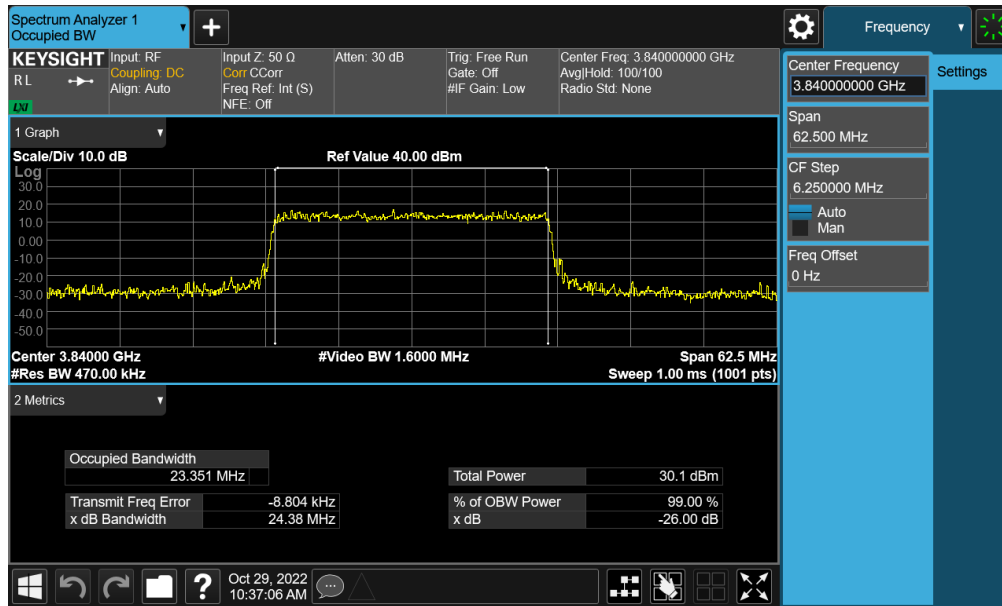 Spectrum Analyzer 1
Occupied BW
+
Frequency
KEYSIGHT
R L
LXI
Input: RF
Coupling: DC
Align: Auto
Input Z: 50 Ω
Corr CCorr
Freq Ref: Int (S)
NFE: Off
Atten: 30 dB
Trig: Free Run
Gate: Off
#IF Gain: Low
Center Freq: 3.840000000 GHz
Avg|Hold: 100/100
Radio Std: None
Center Frequency
3.840000000 GHz
Settings
Span
62.500 MHz
CF Step
6.250000 MHz
Auto
Man
Freq Offset
0 Hz
1 Graph
Scale/Div 10.0 dB
Ref Value 40.00 dBm
Log
30.0
20.0
10.0
0.00
-10.0
-20.0
-30.0
-40.0
-50.0
Center 3.84000 GHz
#Video BW 1.6000 MHz
Span 62.5 MHz
#Res BW 470.00 kHz
Sweep 1.00 ms (1001 pts)
2 Metrics
Occupied Bandwidth
23.351 MHz
Total Power 30.1 dBm
Transmit Freq Error -8.804 kHz
% of OBW Power 99.00 %
x dB Bandwidth 24.38 MHz
x dB -26.00 dB
?
Oct 29, 2022
10:37:06 AM